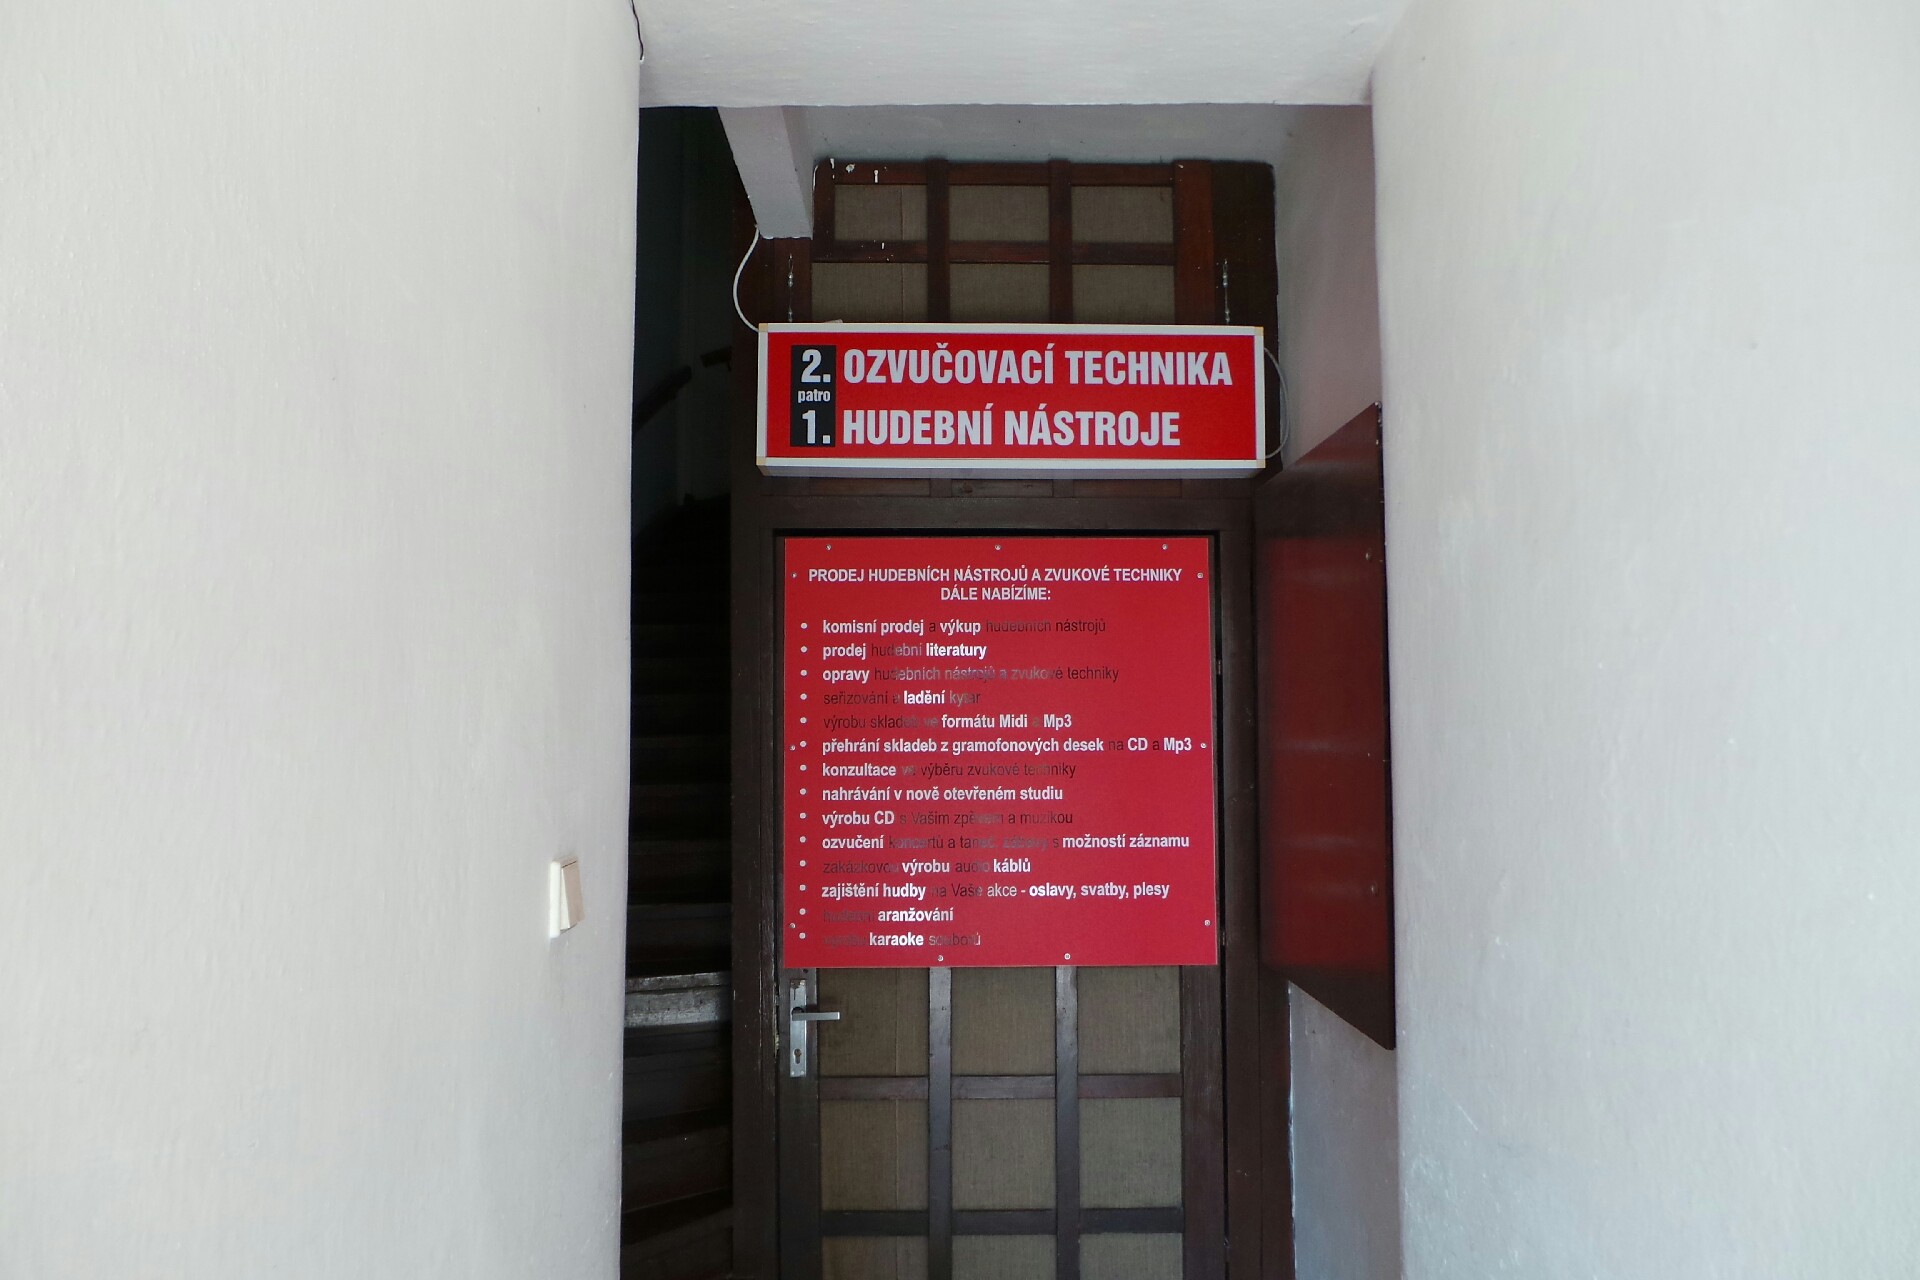 2. OZVUČOVACÍ TECHNIKA
patro
1. HUDEBNÍ NÁSTROJE
PRODEJ HUDEBNÍCH NÁSTROJŮ A ZVUKOVÉ TECHNIKY
DÁLE NABÍZÍME:
• komisní prodej a výkup hudebních nástrojů
• prodej hudební literatury
• opravy hudebních nástrojů a zvukové techniky
• seřizování a ladění kytar
• výrobu skladeb ve formátu Midi a Mp3
• přehrání skladeb z gramofonových desek na CD a Mp3
• konzultace ve výběru zvukové techniky
• nahrávání v nově otevřeném studiu
• výrobu CD s Vašim zpěvem a muzikou
• ozvučení koncertů a taneč. zábavy s možností záznamu
• zakázkovou výrobu audio káblů
• zajištění hudby na Vaše akce - oslavy, svatby, plesy
• aranžování
• výrobu karaoke souborů